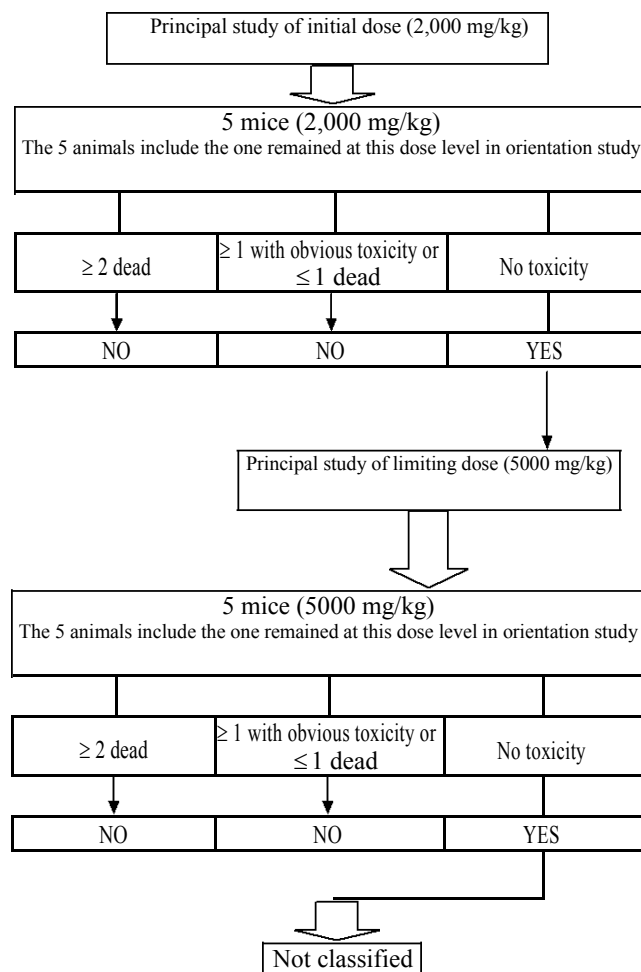 Principal study of initial dose (2,000 mg/kg)
5 mice (2,000 mg/kg)
The 5 animals include the one remained at this dose level in orientation study
≥ 2 dead
≥ 1 with obvious toxicity or
≤ 1 dead
No toxicity
NO
NO
YES
Principal study of limiting dose (5000 mg/kg)
5 mice (5000 mg/kg)
The 5 animals include the one remained at this dose level in orientation study
≥ 2 dead
≥ 1 with obvious toxicity or
≤ 1 dead
No toxicity
NO
NO
YES
Not classified